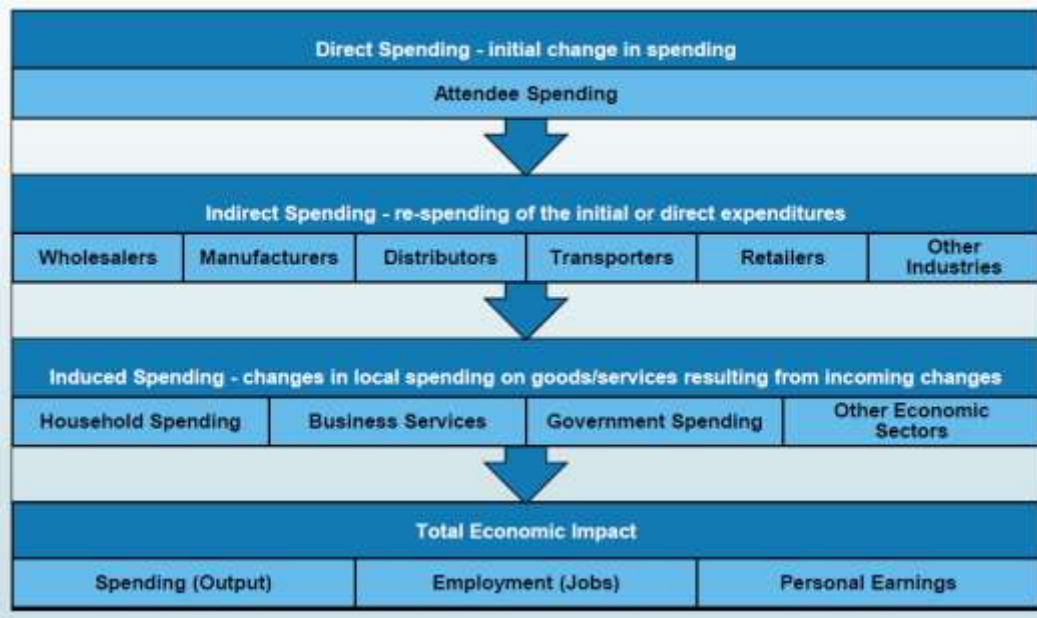 Direct Spending - initial change in spending
Attendee Spending
Indirect Spending - re-spending of the initial or direct expenditures
Wholesalers
Manufacturers
Distributors
Transporters
Retailers
Other
Industries
Induced Spending - changes in local spending on goods/services resulting from incoming changes
Household Spending
Business Services
Government Spending
Other Economic
Sectors
Total Economic Impact
Spending (Output)
Employment (Jobs)
Personal Earnings